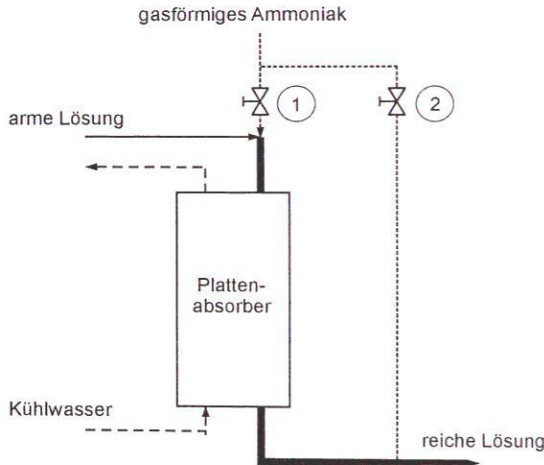 gasförmiges Ammoniak
1
2
arme Lösung
Platten-
absorber
Kühlwasser
reiche Lösung